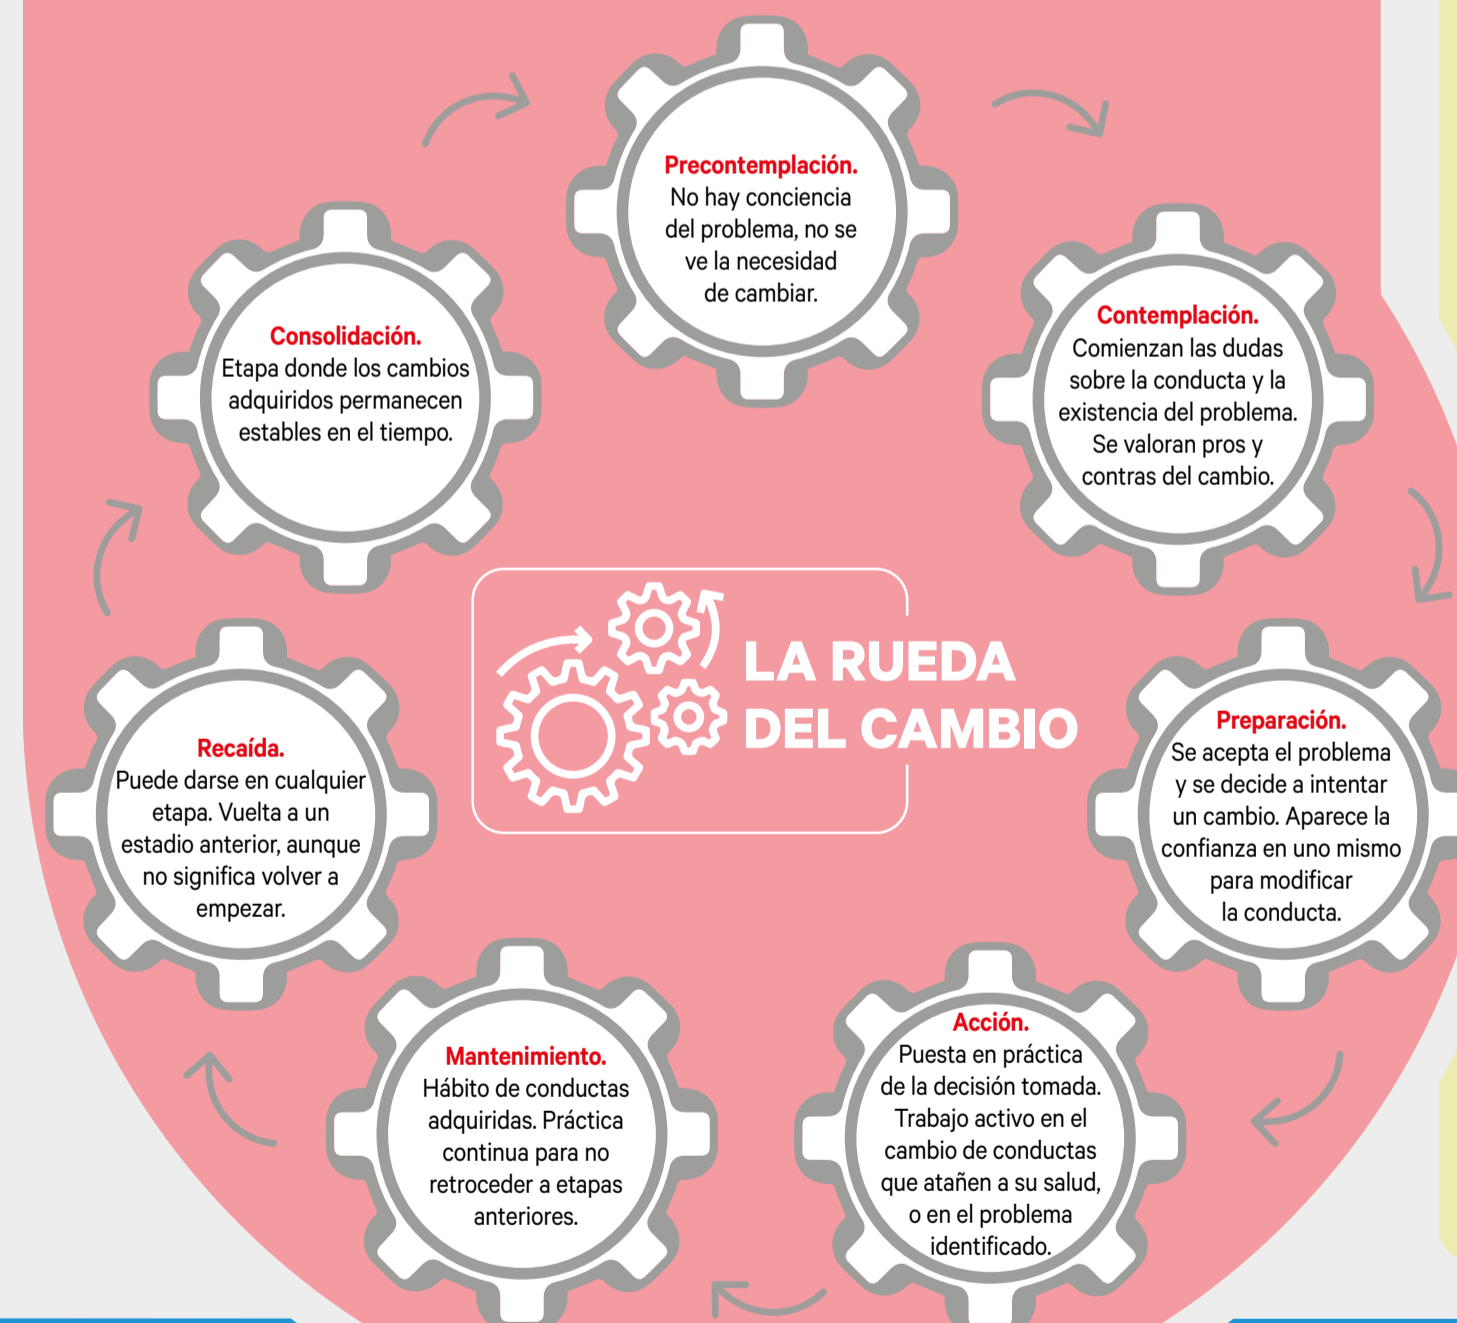 Precontemplación.
No hay conciencia
del problema, no se
ve la necesidad
de cambiar.
Contemplación.
Comienzan las dudas
sobre la conducta y la
existencia del problema.
Se valoran pros y
contras del cambio.
Preparación.
Se acepta el problema
y se decide a intentar
un cambio. Aparece la
confianza en uno mismo
para modificar
la conducta.
Acción.
Puesta en práctica
de la decisión tomada.
Trabajo activo en el
cambio de conductas
que atañen a su salud,
o en el problema
identificado.
Mantenimiento.
Hábito de conductas
adquiridas. Práctica
continua para no
retroceder a etapas
anteriores.
Recaída.
Puede darse en cualquier
etapa. Vuelta a un
estadio anterior, aunque
no significa volver a
empezar.
Consolidación.
Etapa donde los cambios
adquiridos permanecen
estables en el tiempo.
LA RUEDA
DEL CAMBIO